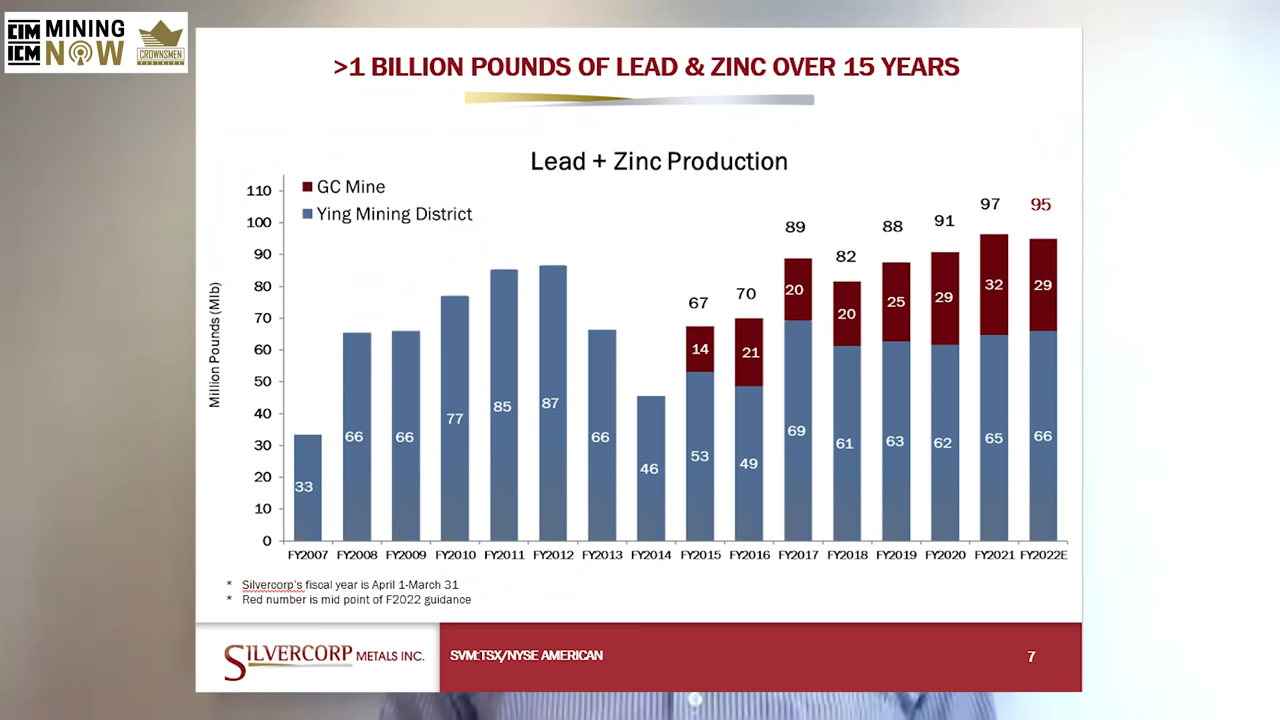 CIM MINING
ICM NOW
CROWNSMEN
PARTNERS
>1 BILLION POUNDS OF LEAD & ZINC OVER 15 YEARS
Lead + Zinc Production
GC Mine
Ying Mining District
Million Pounds (Mlb)
110
100
90
80
70
60
50
40
30
20
10
0
67 70 89 82 88 91 97 95
14 21 20 20 25 29 32 29
33 66 66 77 85 87 66 46 53 49 69 61 63 62 65 66
FY2007 FY2008 FY2009 FY2010 FY2011 FY2012 FY2013 FY2014 FY2015 FY2016 FY2017 FY2018 FY2019 FY2020 FY2021 FY2022E
* Silvercorp's fiscal year is April 1-March 31
* Red number is mid point of F2022 guidance
SILVERCORP METALS INC.
SVM:TSX/NYSE AMERICAN
7